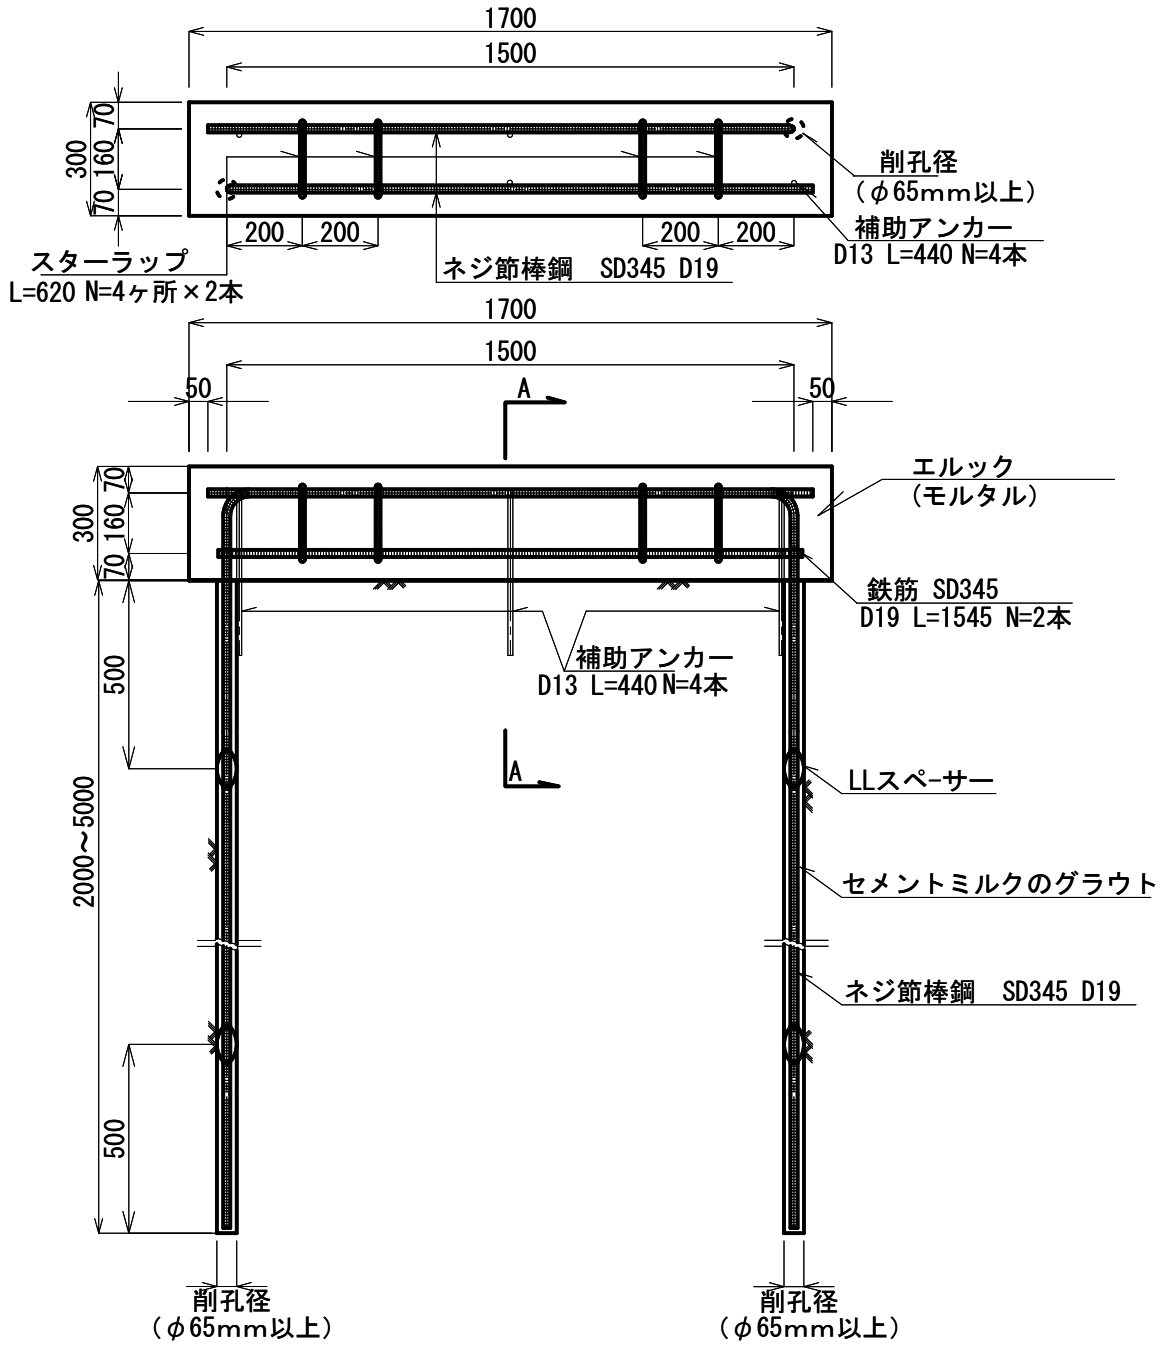 1700
1500
70
300
160
70
削孔径
(φ65mm以上)
補助アンカー
D13 L=440 N=4本
200
200
200
200
スターラップ
L=620 N=4ヶ所×2本
ネジ節棒鋼 SD345 D19
1700
1500
50
A
50
70
300
160
70
エルック
(モルタル)
鉄筋 SD345
D19 L=1545 N=2本
500
補助アンカー
D13 L=440 N=4本
A
LLスペーサー
2000～5000
セメントミルクのグラウト
ネジ節棒鋼 SD345 D19
500
削孔径
(φ65mm以上)
削孔径
(φ65mm以上)